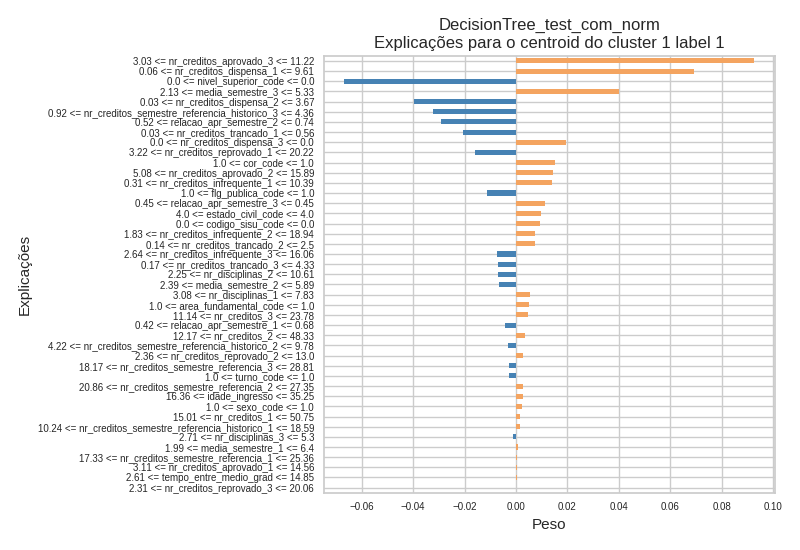 DecisionTree_test_com_norm
Explicações para o centroid do cluster 1 label 1
3.03 <= nr_creditos_aprovado_3 <= 11.22
0.06 <= nr_creditos_dispensa_1 <= 9.61
0.0 <= nivel_superior_code <= 0.0
2.13 <= media_semestre_3 <= 5.33
0.03 <= nr_creditos_dispensa_2 <= 3.67
0.92 <= nr_creditos_semestre_referencia_historico_3 <= 4.36
0.52 <= relacao_apr_semestre_2 <= 0.74
0.03 <= nr_creditos_trancado_1 <= 0.56
0.0 <= nr_creditos_dispensa_3 <= 0.0
3.22 <= nr_creditos_reprovado_1 <= 20.22
1.0 <= cor_code <= 1.0
5.08 <= nr_creditos_aprovado_2 <= 15.89
0.31 <= nr_creditos_infrequente_1 <= 10.39
1.0 <= flg_publica_code <= 1.0
0.45 <= relacao_apr_semestre_3 <= 0.45
4.0 <= estado_civil_code <= 4.0
0.0 <= codigo_sisu_code <= 0.0
1.83 <= nr_creditos_infrequente_2 <= 18.94
0.14 <= nr_creditos_trancado_2 <= 2.5
2.64 <= nr_creditos_infrequente_3 <= 16.06
0.17 <= nr_creditos_trancado_3 <= 4.33
2.25 <= nr_disciplinas_2 <= 10.61
2.39 <= media_semestre_2 <= 5.89
3.08 <= nr_disciplinas_1 <= 7.83
1.0 <= area_fundamental_code <= 1.0
11.14 <= nr_creditos_3 <= 23.78
0.42 <= relacao_apr_semestre_1 <= 0.68
12.17 <= nr_creditos_2 <= 48.33
4.22 <= nr_creditos_semestre_referencia_historico_2 <= 9.78
2.36 <= nr_creditos_reprovado_2 <= 13.0
18.17 <= nr_creditos_semestre_referencia_3 <= 28.81
1.0 <= turno_code <= 1.0
20.86 <= nr_creditos_semestre_referencia_2 <= 27.35
16.36 <= idade_ingresso <= 35.25
1.0 <= sexo_code <= 1.0
15.01 <= nr_creditos_1 <= 50.75
10.24 <= nr_creditos_semestre_referencia_historico_1 <= 18.59
2.71 <= nr_disciplinas_3 <= 5.3
1.99 <= media_semestre_1 <= 6.4
17.33 <= nr_creditos_semestre_referencia_1 <= 25.36
3.11 <= nr_creditos_aprovado_1 <= 14.56
2.61 <= tempo_entre_medio_grad <= 14.85
2.31 <= nr_creditos_reprovado_3 <= 20.06
Explicações
−0.06 −0.04 −0.02 0.00 0.02 0.04 0.06 0.08 0.10
Peso